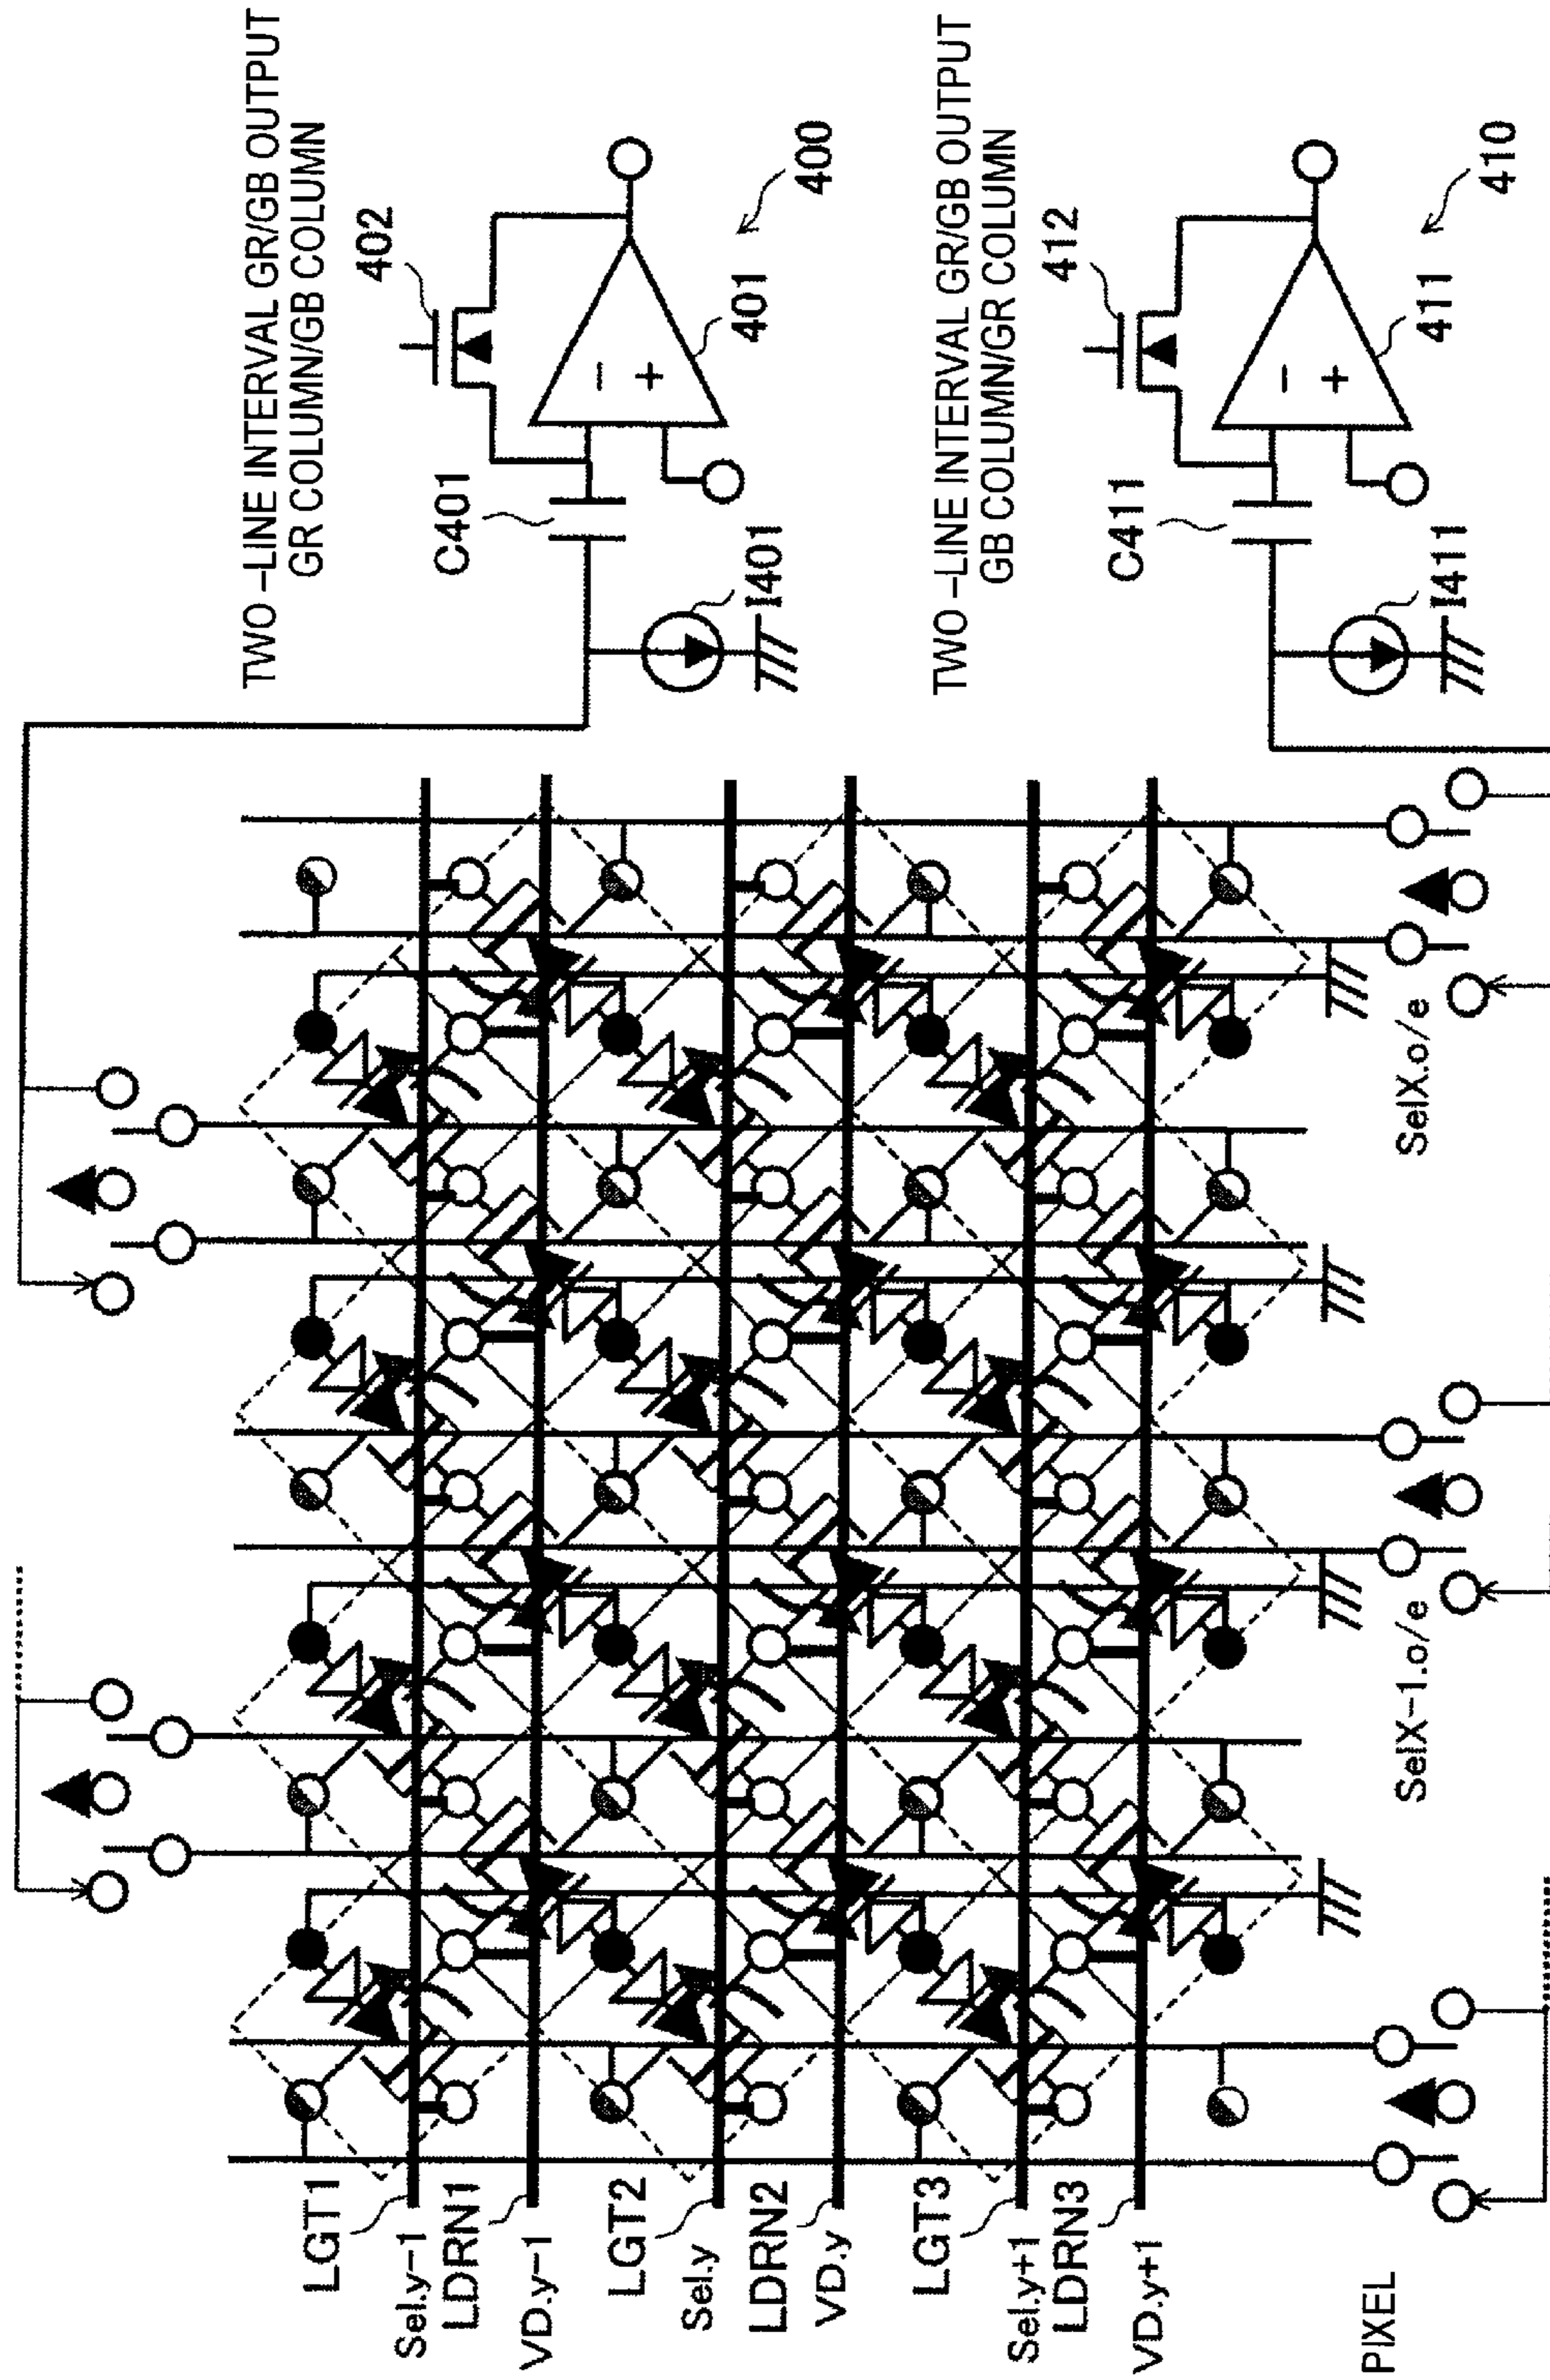 TWO –LINE INTERVAL GR/GB OUTPUT
GR COLUMN/GB COLUMN
402
C401
401
400
I401
TWO –LINE INTERVAL GR/GB OUTPUT
GB COLUMN/GR COLUMN
412
C411
411
410
I411
− +
− +
LGT1
Sel.y−1
LDRN1
VD.y−1
LGT2
Sel.y
LDRN2
VD.y
LGT3
Sel.y+1
LDRN3
VD.y+1
PIXEL
SelX−1.o/e
SelX.o/e